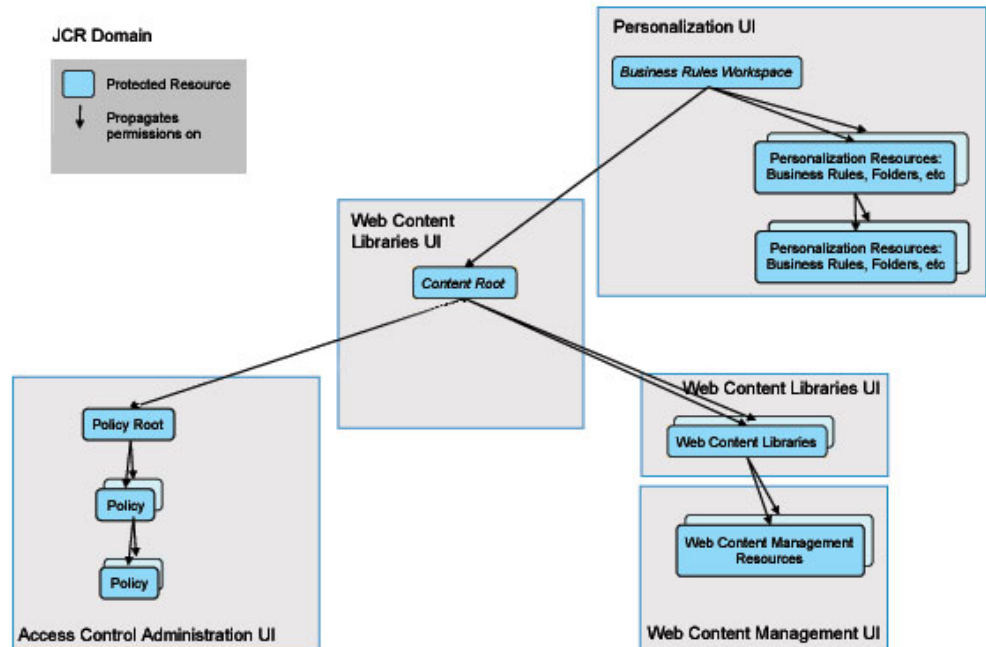 JCR Domain
Protected Resource
Propagates
permissions on
Personalization UI
Business Rules Workspace
Personalization Resources:
Business Rules, Folders, etc
Personalization Resources:
Business Rules, Folders, etc
Web Content
Libraries UI
Content Root
Policy Root
Policy
Policy
Access Control Administration UI
Web Content Libraries UI
Web Content Libraries
Web Content Management
Resources
Web Content Management UI